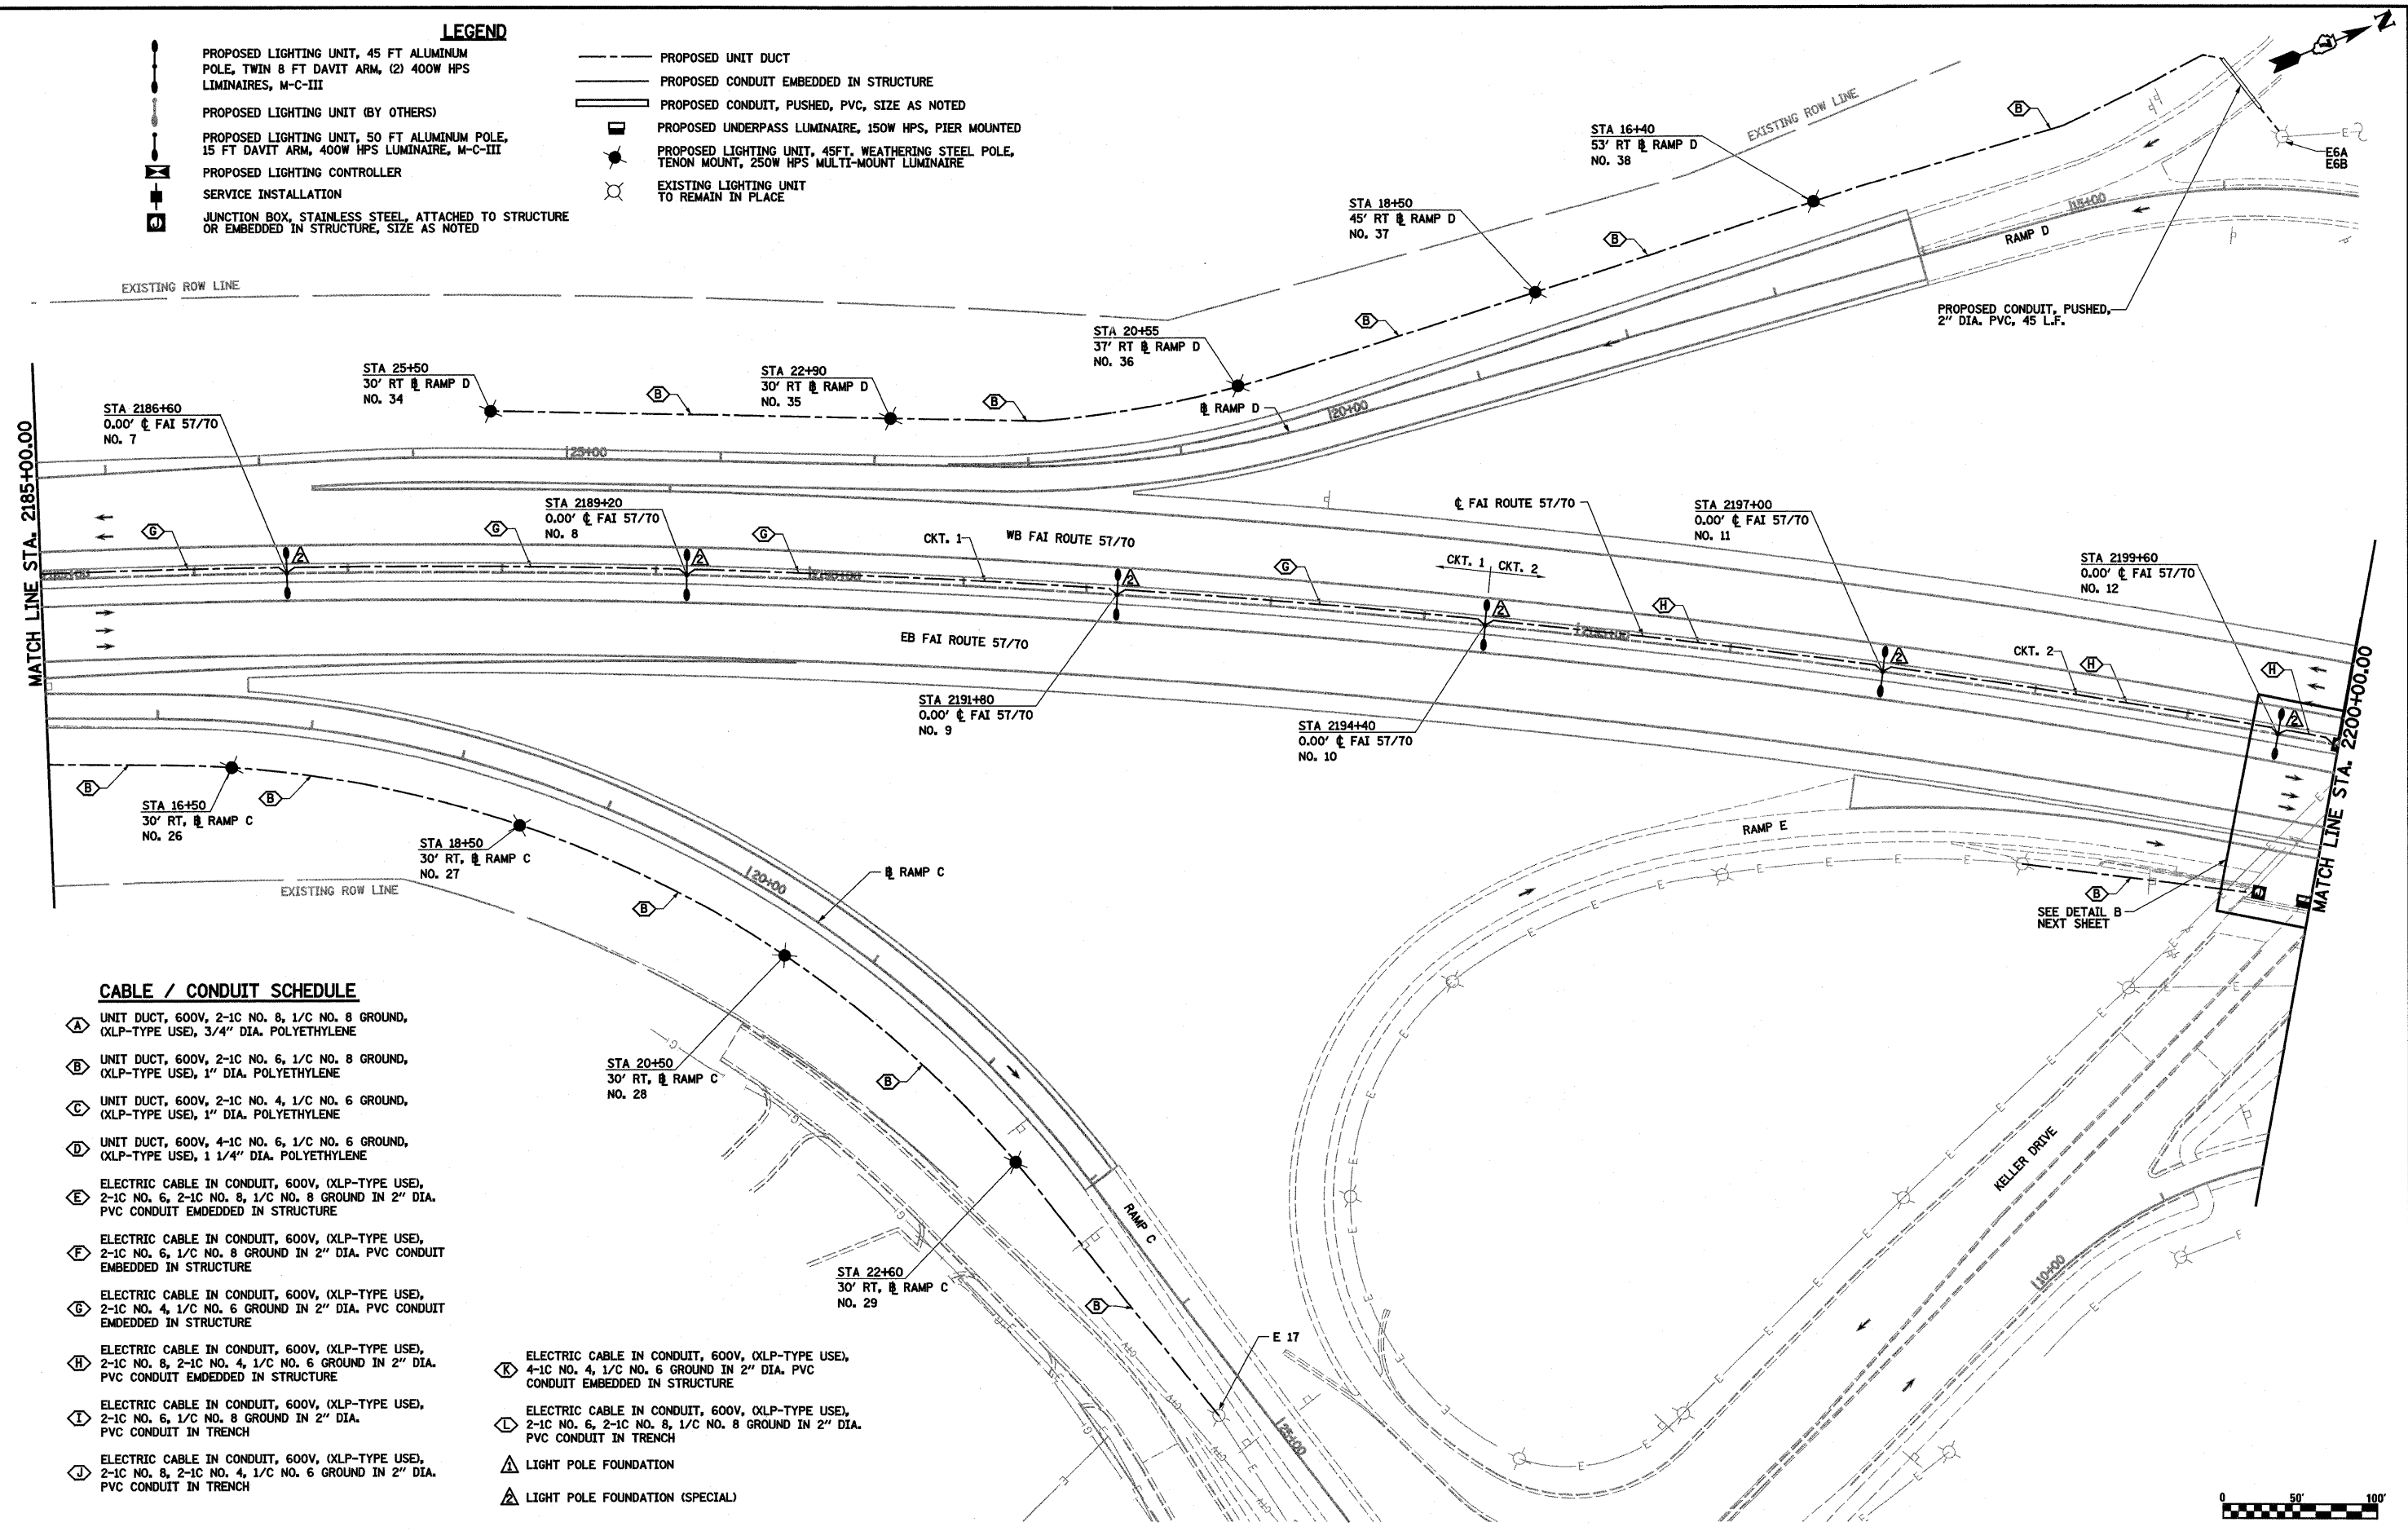 LEGEND
PROPOSED LIGHTING UNIT, 45 FT ALUMINUM
POLE, TWIN 8 FT DAVIT ARM, (2) 400W HPS
LIMINAIRES, M-C-III
PROPOSED LIGHTING UNIT (BY OTHERS)
PROPOSED LIGHTING UNIT, 50 FT ALUMINUM POLE,
15 FT DAVIT ARM, 400W HPS LUMINAIRE, M-C-III
PROPOSED LIGHTING CONTROLLER
SERVICE INSTALLATION
J
JUNCTION BOX, STAINLESS STEEL, ATTACHED TO STRUCTURE
OR EMBEDDED IN STRUCTURE, SIZE AS NOTED
PROPOSED UNIT DUCT
PROPOSED CONDUIT EMBEDDED IN STRUCTURE
PROPOSED CONDUIT, PUSHED, PVC, SIZE AS NOTED
PROPOSED UNDERPASS LUMINAIRE, 150W HPS, PIER MOUNTED
PROPOSED LIGHTING UNIT, 45FT. WEATHERING STEEL POLE,
TENON MOUNT, 250W HPS MULTI-MOUNT LUMINAIRE
EXISTING LIGHTING UNIT
TO REMAIN IN PLACE
N
EXISTING ROW LINE
STA 16+40
53' RT ⅊ RAMP D
NO. 38
B
E
E6A
E6B
STA 18+50
45' RT ⅊ RAMP D
NO. 37
B
15+00
RAMP D
PROPOSED CONDUIT, PUSHED,
2" DIA. PVC, 45 L.F.
EXISTING ROW LINE
STA 20+55
37' RT ⅊ RAMP D
NO. 36
B
STA 25+50
30' RT ⅊ RAMP D
NO. 34
B
STA 22+90
30' RT ⅊ RAMP D
NO. 35
B
⅊ RAMP D
20+00
25+00
MATCH LINE STA. 2185+00.00
STA 2186+60
0.00' ℄ FAI 57/70
NO. 7
G
2
G
STA 2189+20
0.00' ℄ FAI 57/70
NO. 8
2
G
CKT. 1
WB FAI ROUTE 57/70
2
G
CKT. 1
CKT. 2
2
℄ FAI ROUTE 57/70
H
STA 2197+00
0.00' ℄ FAI 57/70
NO. 11
2
CKT. 2
H
STA 2199+60
0.00' ℄ FAI 57/70
NO. 12
H
2
MATCH LINE STA. 2200+00.00
EB FAI ROUTE 57/70
STA 2191+80
0.00' ℄ FAI 57/70
NO. 9
STA 2194+40
0.00' ℄ FAI 57/70
NO. 10
B
STA 16+50
30' RT, ⅊ RAMP C
NO. 26
B
STA 18+50
30' RT, ⅊ RAMP C
NO. 27
EXISTING ROW LINE
B
20+00
⅊ RAMP C
RAMP E
B
J
SEE DETAIL B
NEXT SHEET
STA 20+50
30' RT, ⅊ RAMP C
NO. 28
B
RAMP C
STA 22+60
30' RT, ⅊ RAMP C
NO. 29
B
E 17
25+00
KELLER DRIVE
10+00
CABLE / CONDUIT SCHEDULE
A UNIT DUCT, 600V, 2-1C NO. 8, 1/C NO. 8 GROUND,
(XLP-TYPE USE), 3/4" DIA. POLYETHYLENE
B UNIT DUCT, 600V, 2-1C NO. 6, 1/C NO. 8 GROUND,
(XLP-TYPE USE), 1" DIA. POLYETHYLENE
C UNIT DUCT, 600V, 2-1C NO. 4, 1/C NO. 6 GROUND,
(XLP-TYPE USE), 1" DIA. POLYETHYLENE
D UNIT DUCT, 600V, 4-1C NO. 6, 1/C NO. 6 GROUND,
(XLP-TYPE USE), 1 1/4" DIA. POLYETHYLENE
E ELECTRIC CABLE IN CONDUIT, 600V, (XLP-TYPE USE),
2-1C NO. 6, 2-1C NO. 8, 1/C NO. 8 GROUND IN 2" DIA.
PVC CONDUIT EMDEDDED IN STRUCTURE
F ELECTRIC CABLE IN CONDUIT, 600V, (XLP-TYPE USE),
2-1C NO. 6, 1/C NO. 8 GROUND IN 2" DIA. PVC CONDUIT
EMBEDDED IN STRUCTURE
G ELECTRIC CABLE IN CONDUIT, 600V, (XLP-TYPE USE),
2-1C NO. 4, 1/C NO. 6 GROUND IN 2" DIA. PVC CONDUIT
EMDEDDED IN STRUCTURE
H ELECTRIC CABLE IN CONDUIT, 600V, (XLP-TYPE USE),
2-1C NO. 8, 2-1C NO. 4, 1/C NO. 6 GROUND IN 2" DIA.
PVC CONDUIT EMDEDDED IN STRUCTURE
I ELECTRIC CABLE IN CONDUIT, 600V, (XLP-TYPE USE),
2-1C NO. 6, 1/C NO. 8 GROUND IN 2" DIA.
PVC CONDUIT IN TRENCH
J ELECTRIC CABLE IN CONDUIT, 600V, (XLP-TYPE USE),
2-1C NO. 8, 2-1C NO. 4, 1/C NO. 6 GROUND IN 2" DIA.
PVC CONDUIT IN TRENCH
K ELECTRIC CABLE IN CONDUIT, 600V, (XLP-TYPE USE),
4-1C NO. 4, 1/C NO. 6 GROUND IN 2" DIA. PVC
CONDUIT EMBEDDED IN STRUCTURE
L ELECTRIC CABLE IN CONDUIT, 600V, (XLP-TYPE USE),
2-1C NO. 6, 2-1C NO. 8, 1/C NO. 8 GROUND IN 2" DIA.
PVC CONDUIT IN TRENCH
1 LIGHT POLE FOUNDATION
2 LIGHT POLE FOUNDATION (SPECIAL)
0 50' 100'